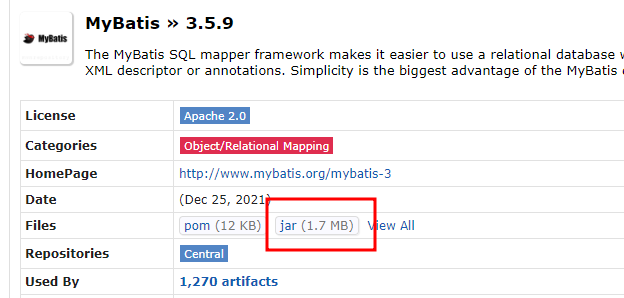 MyBatis
MyBatis » 3.5.9
The MyBatis SQL mapper framework makes it easier to use a relational database
XML descriptor or annotations. Simplicity is the biggest advantage of the MyBatis
License Apache 2.0
Categories Object/Relational Mapping
HomePage http://www.mybatis.org/mybatis-3
Date (Dec 25, 2021)
Files pom (12 KB) jar (1.7 MB) View All
Repositories Central
Used By 1,270 artifacts